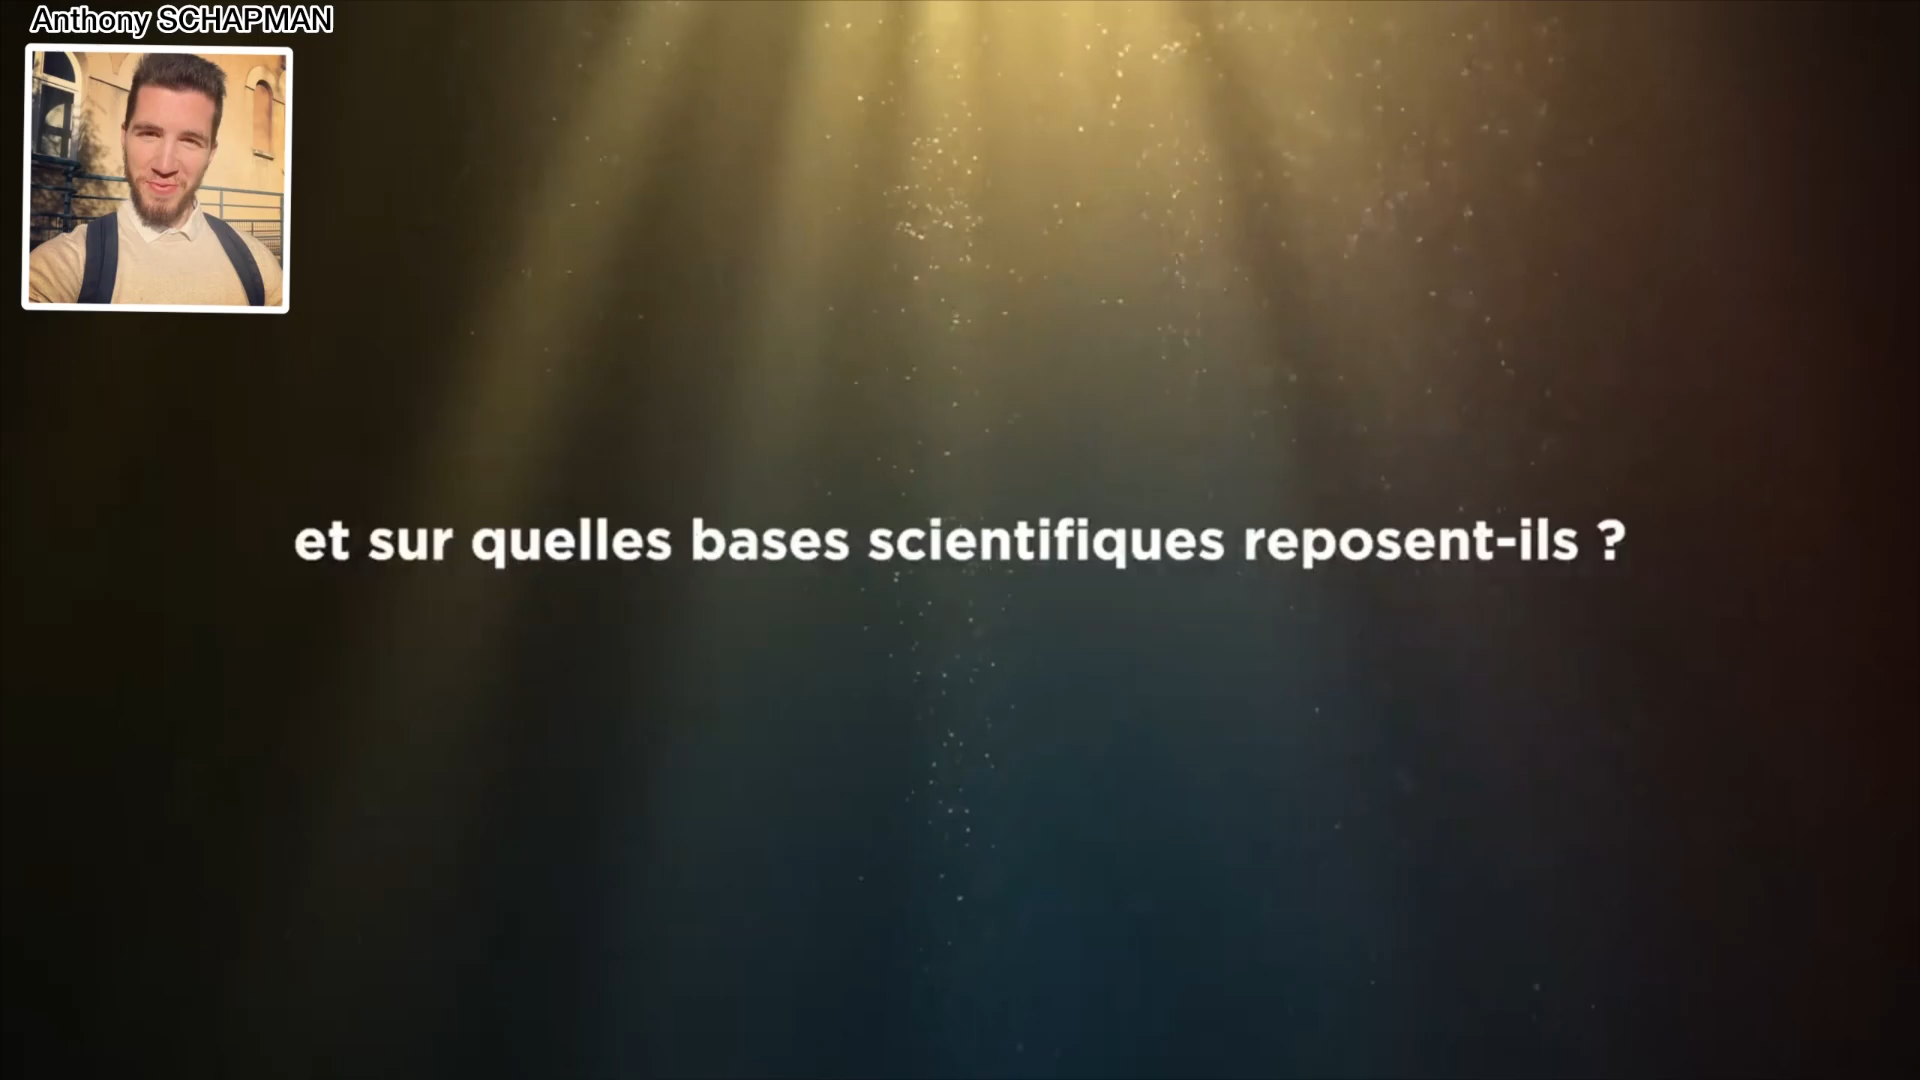 Anthony SCHAPMAN
et sur quelles bases scientifiques reposent-ils ?